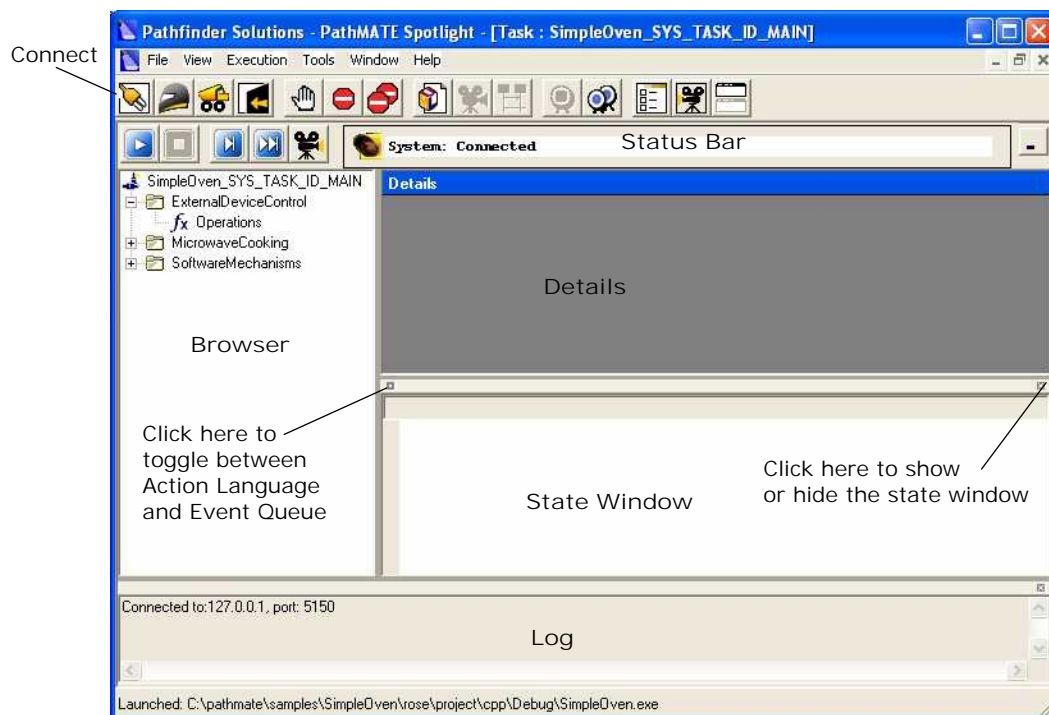 Pathfinder Solutions - PathMATE Spotlight - [Task : SimpleOven_SYS_TASK_ID_MAIN]
Connect
File View Execution Tools Window Help
System: Connected
Status Bar
SimpleOven_SYS_TASK_ID_MAIN
Details
ExternalDeviceControl
fx Operations
MicrowaveCooking
SoftwareMechanisms
Details
Browser
Click here to
toggle between
Action Language
and Event Queue
Click here to show
or hide the state window
State Window
Connected to:127.0.0.1, port: 5150
Log
Launched: C:\pathmate\samples\SimpleOven\rose\project\cpp\Debug\SimpleOven.exe